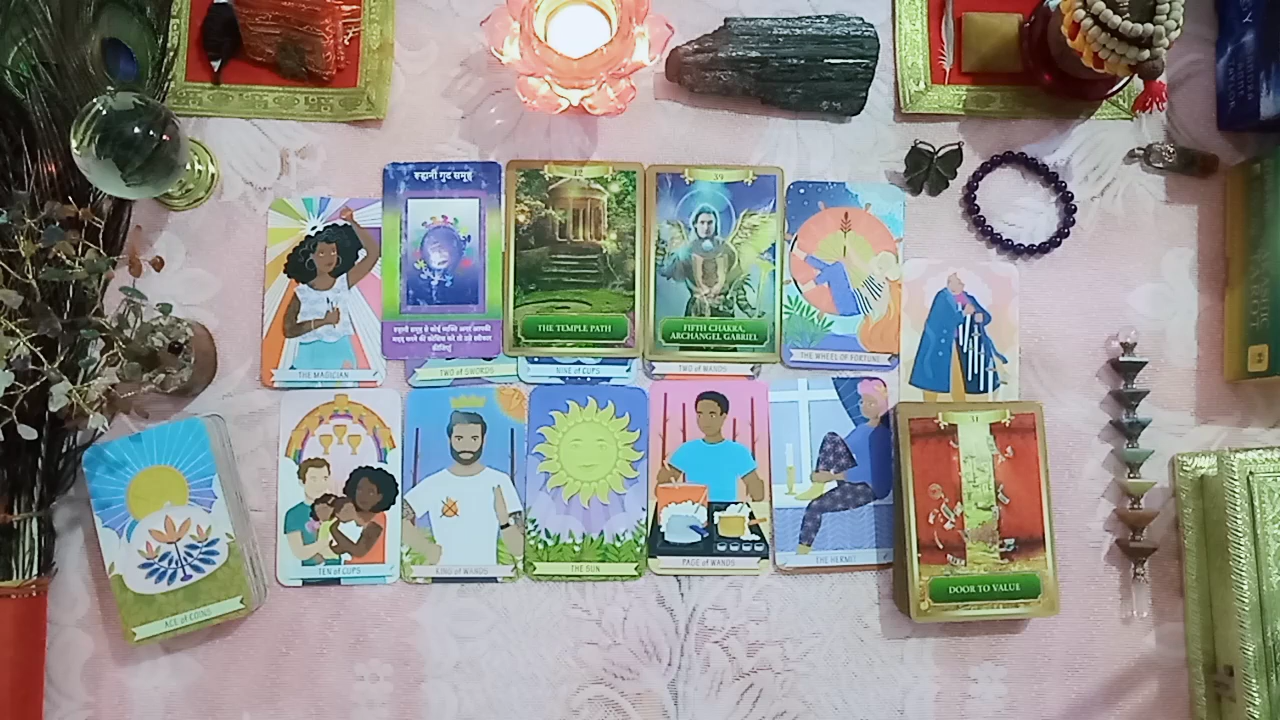 रूहानी गुट समूह
12
39
THE TEMPLE PATH
FIFTH CHAKRA,
ARCHANGEL GABRIEL
THE WHEEL OF FORTUNE
THE MAGICIAN
TWO of SWORDS
NINE of CUPS
TWO of WANDS
TEN of CUPS
KING of WANDS
THE SUN
PAGE of WANDS
THE HERMIT
ACE of COINS
DOOR TO VALUE